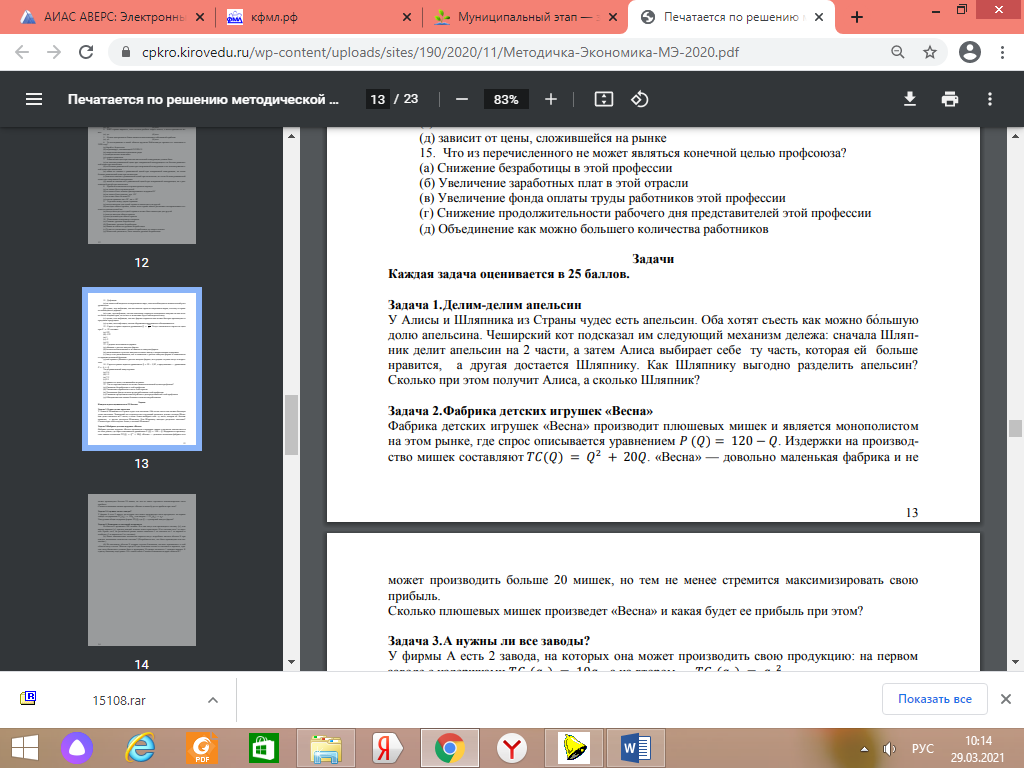 АИАС АВЕРС: Электронны
кфмл.рф
Муниципальный этап — з
Печатается по решению
cpkro.kirovedu.ru/wp-content/uploads/sites/190/2020/11/Методичка-Экономика-МЭ-2020.pdf
Печатается по решению методической ...
13 / 23
83%
12
13
14
(д) зависит от цены, сложившейся на рынке
15. Что из перечисленного не может являться конечной целью профсоюза?
(а) Снижение безработицы в этой профессии
(б) Увеличение заработных плат в этой отрасли
(в) Увеличение фонда оплаты труды работников этой профессии
(г) Снижение продолжительности рабочего дня представителей этой профессии
(д) Объединение как можно большего количества работников
Задачи
Каждая задача оценивается в 25 баллов.
Задача 1.Делим-делим апельсин
У Алисы и Шляпника из Страны чудес есть апельсин. Оба хотят съесть как можно бо́льшую
долю апельсина. Чеширский кот подсказал им следующий механизм дележа: сначала Шляп-
ник делит апельсин на 2 части, а затем Алиса выбирает себе ту часть, которая ей больше
нравится, а другая достается Шляпнику. Как Шляпнику выгодно разделить апельсин?
Сколько при этом получит Алиса, а сколько Шляпник?
Задача 2.Фабрика детских игрушек «Весна»
Фабрика детских игрушек «Весна» производит плюшевых мишек и является монополистом
на этом рынке, где спрос описывается уравнением P (Q) = 120 − Q. Издержки на производ-
ство мишек составляют TC(Q) = Q² + 20Q. «Весна» — довольно маленькая фабрика и не
13
может производить больше 20 мишек, но тем не менее стремится максимизировать свою
прибыль.
Сколько плюшевых мишек произведет «Весна» и какая будет ее прибыль при этом?
Задача 3.А нужны ли все заводы?
У фирмы А есть 2 завода, на которых она может производить свою продукцию: на первом
15108.rar
Показать все
PDF
РУС
10:14
29.03.2021